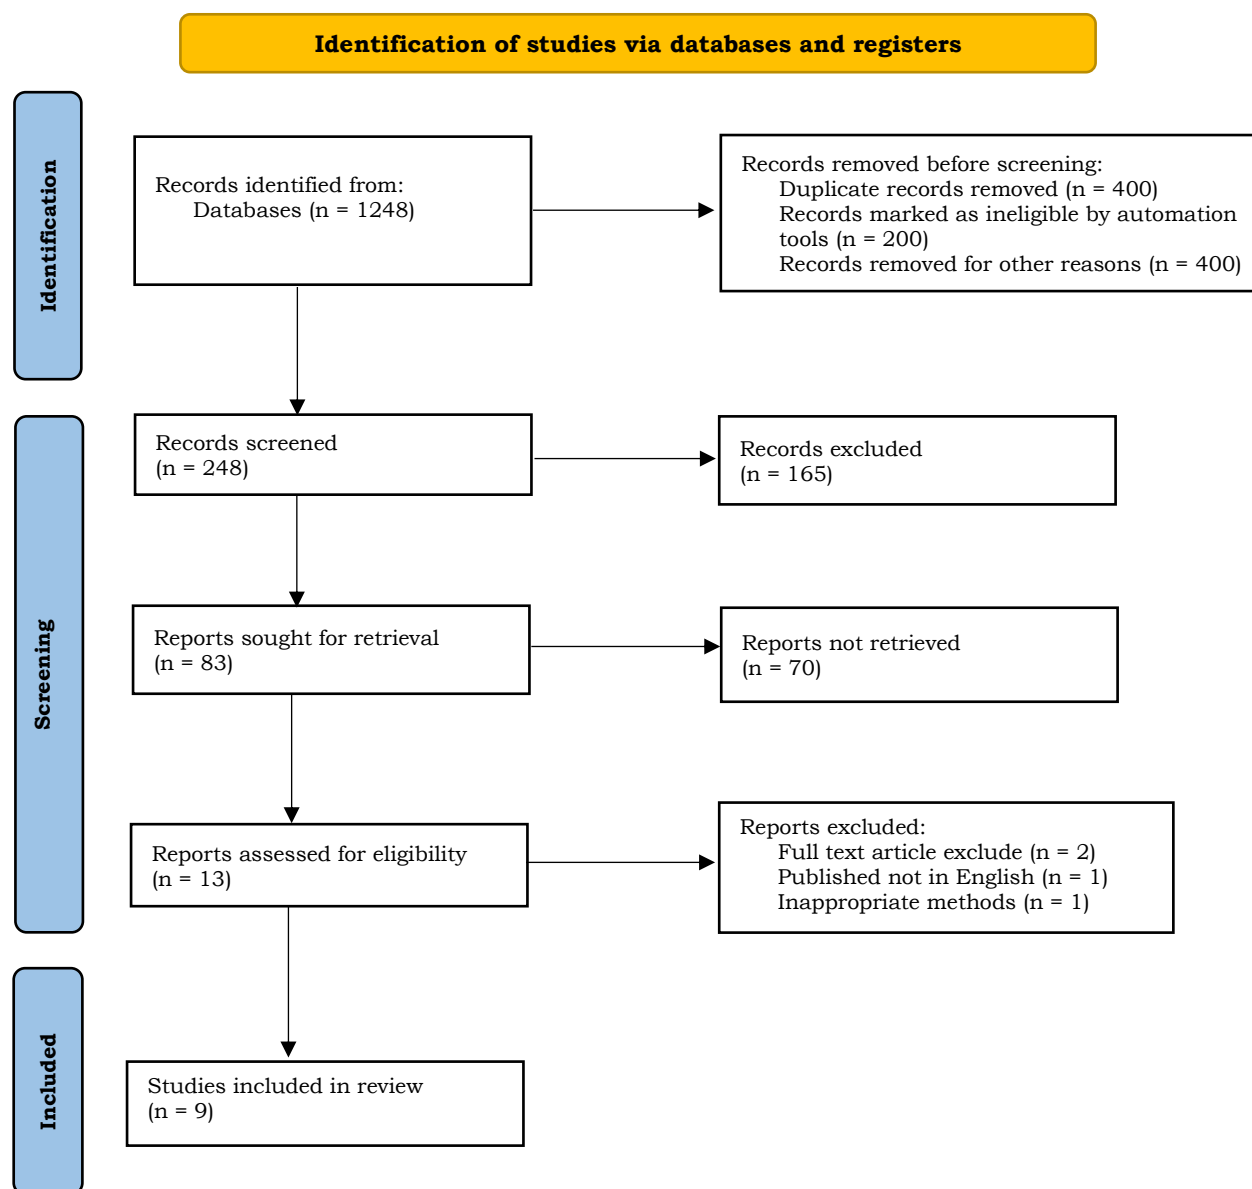 Identification of studies via databases and registers
Identification
Records identified from:
Databases (n = 1248)
Records removed before screening:
Duplicate records removed (n = 400)
Records marked as ineligible by automation
tools (n = 200)
Records removed for other reasons (n = 400)
Screening
Records screened
(n = 248)
Records excluded
(n = 165)
Reports sought for retrieval
(n = 83)
Reports not retrieved
(n = 70)
Reports assessed for eligibility
(n = 13)
Reports excluded:
Full text article exclude (n = 2)
Published not in English (n = 1)
Inappropriate methods (n = 1)
Included
Studies included in review
(n = 9)